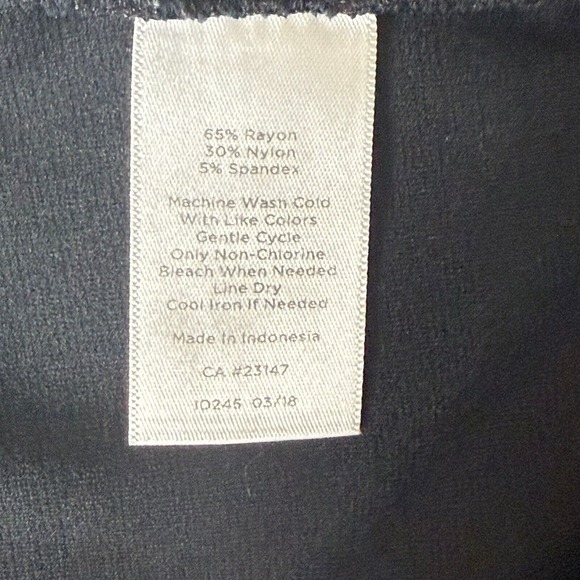 65% Rayon
30% Nylon
5% Spandex
Machine Wash Cold
With Like Colors
Gentle Cycle
Only Non-Chlorine
Bleach When Needed
Line Dry
Cool Iron If Needed
Made In Indonesia
CA #23147
ID245 03/18